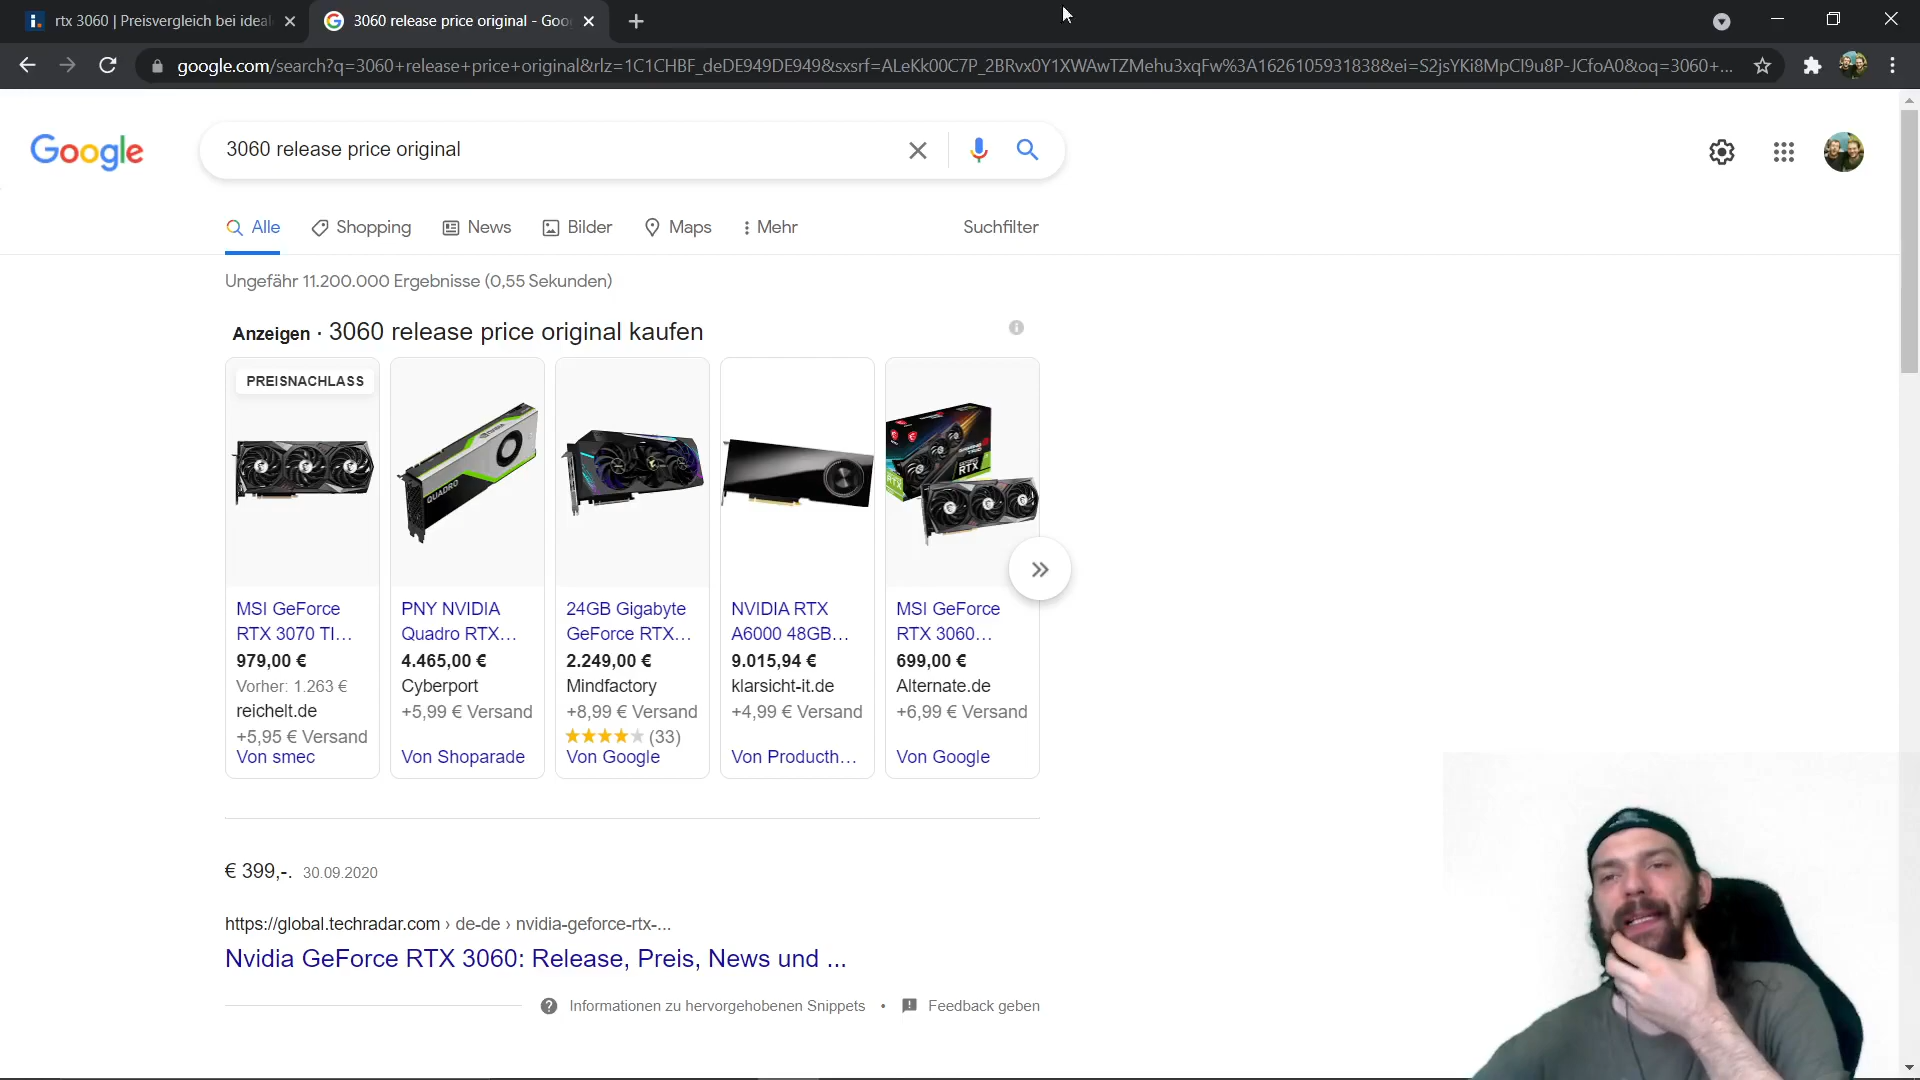 rtx 3060 | Preisvergleich bei ideal
3060 release price original - Goo
google.com/search?q=3060+release+price+original&rlz=1C1CHBF_deDE949DE949&sxsrf=ALeKk00C7P_2BRvx0Y1XWAwTZMehu3xqFw%3A1626105931838&ei=S2jsYKi8MpCl9u8P-JCfoA0&oq=3060+...
Google
3060 release price original
Alle
Shopping
News
Bilder
Maps
Mehr
Suchfilter
Ungefähr 11.200.000 Ergebnisse (0,55 Sekunden)
Anzeigen · 3060 release price original kaufen
PREISNACHLASS
QUADRO
GEFORCE
RTX
MSI GeForce
RTX 3070 TI...
979,00 €
Vorher: 1.263 €
reichelt.de
+5,95 € Versand
Von smec
PNY NVIDIA
Quadro RTX...
4.465,00 €
Cyberport
+5,99 € Versand
Von Shoparade
24GB Gigabyte
GeForce RTX...
2.249,00 €
Mindfactory
+8,99 € Versand
(33)
Von Google
NVIDIA RTX
A6000 48GB...
9.015,94 €
klarsicht-it.de
+4,99 € Versand
Von Producth...
MSI GeForce
RTX 3060...
699,00 €
Alternate.de
+6,99 € Versand
Von Google
€ 399,-. 30.09.2020
https://global.techradar.com › de-de › nvidia-geforce-rtx-...
Nvidia GeForce RTX 3060: Release, Preis, News und ...
Informationen zu hervorgehobenen Snippets • Feedback geben